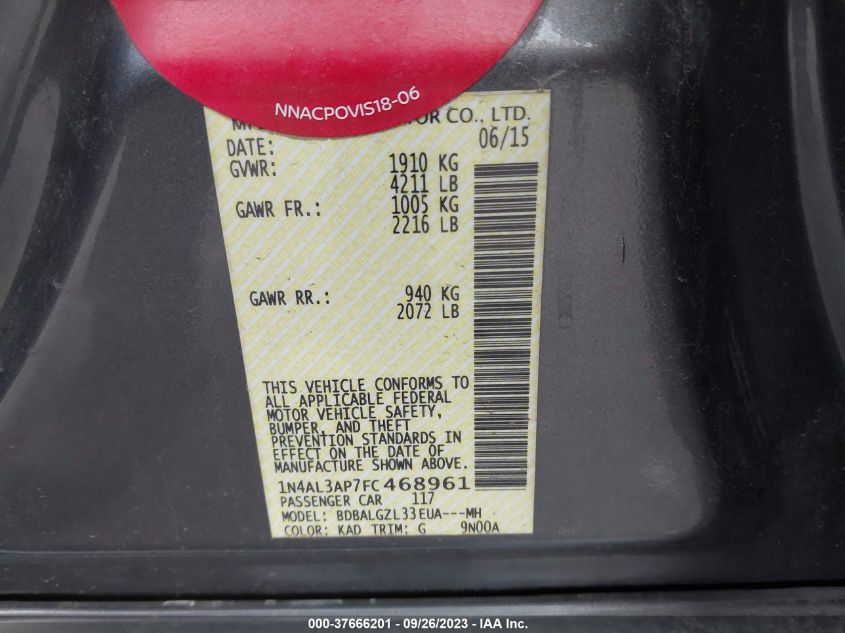 NNACPOVIS18-06
CO., LTD.
DATE: 06/15
GVWR: 1910 KG
4211 LB
GAWR FR.: 1005 KG
2216 LB
GAWR RR.: 940 KG
2072 LB
THIS VEHICLE CONFORMS TO
ALL APPLICABLE FEDERAL
MOTOR VEHICLE SAFETY,
BUMPER, AND THEFT
PREVENTION STANDARDS IN
EFFECT ON THE DATE OF
MANUFACTURE SHOWN ABOVE.
1N4AL3AP7FC468961
PASSENGER CAR 117
MODEL: BDBALGZL33EUA---MH
COLOR: KAD TRIM: G 9N00A
000-37666201 - 09/26/2023 - IAA Inc.